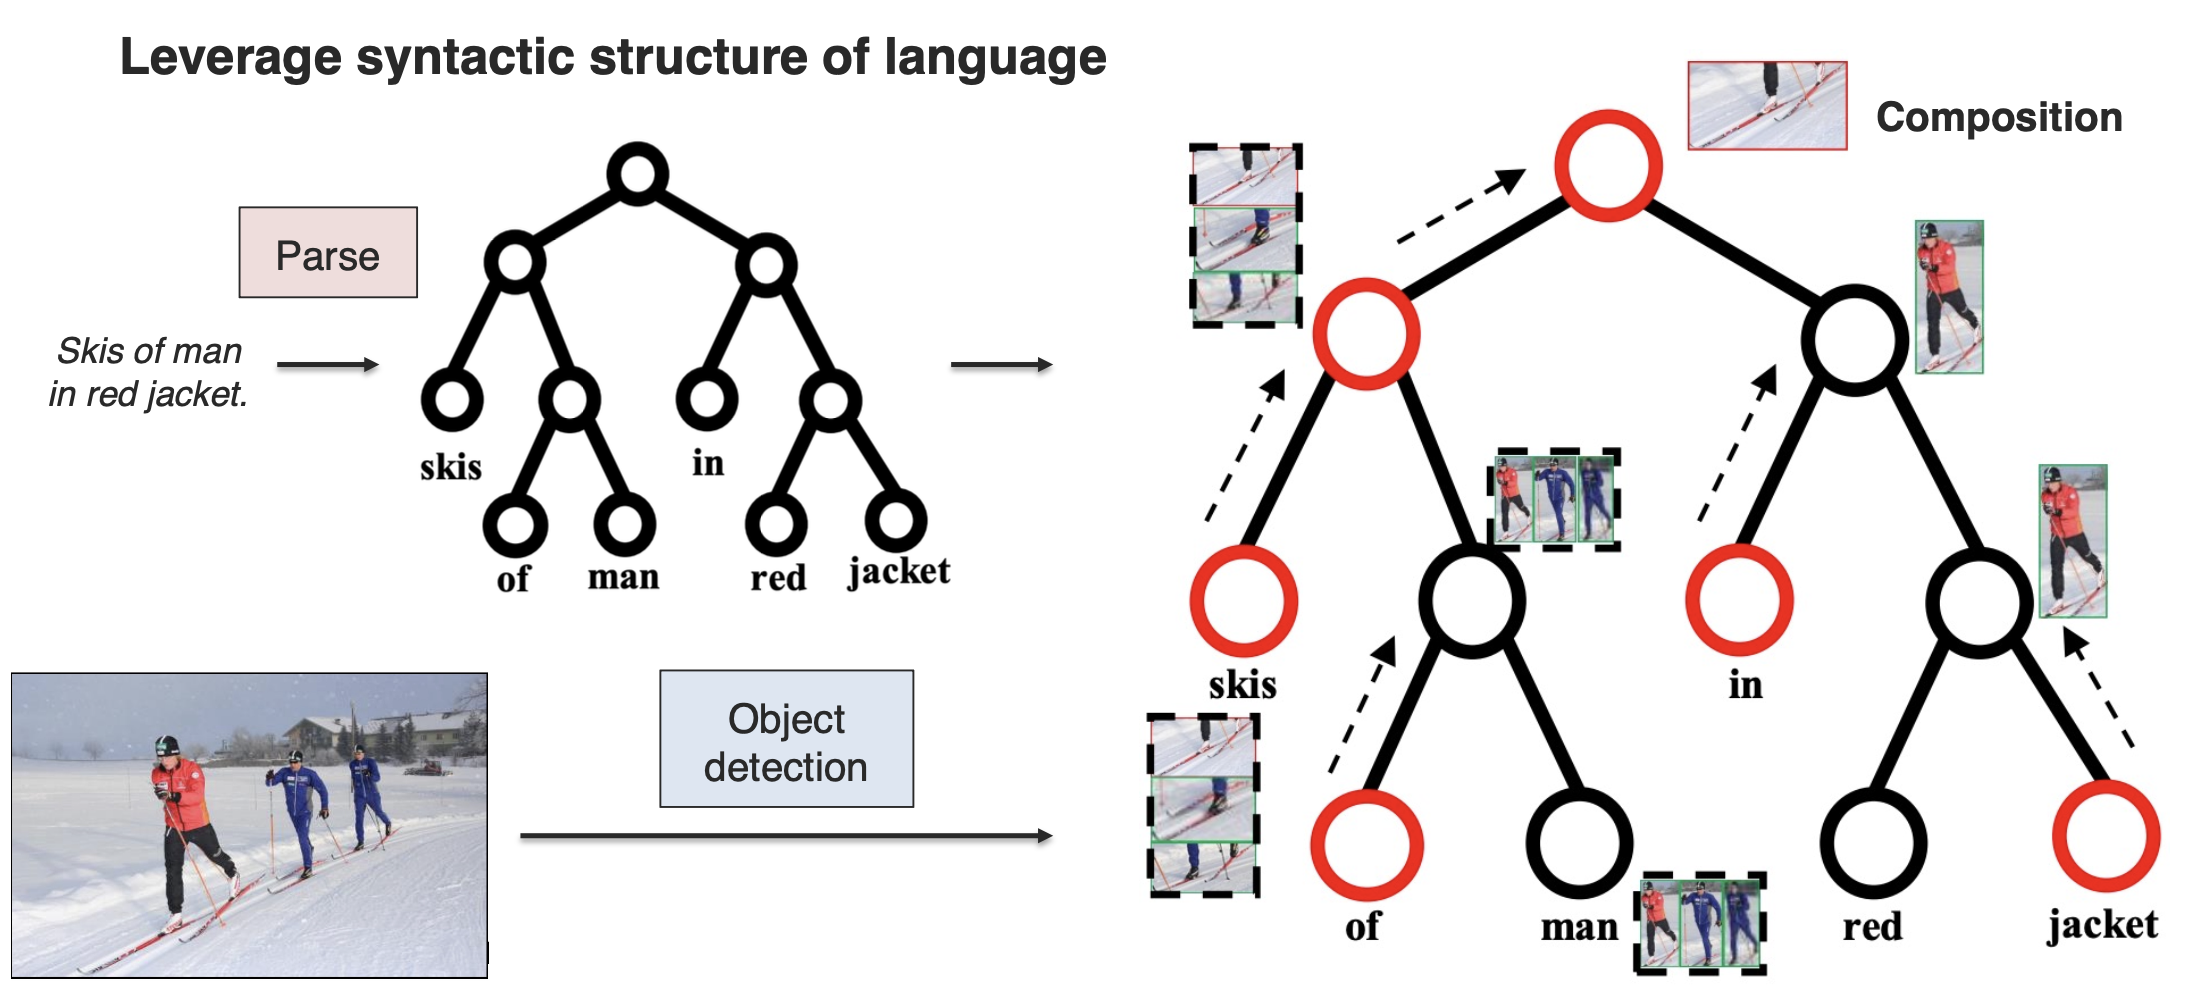 Leverage syntactic structure of language
Composition
Parse
Skis of man
in red jacket.
skis
in
of
man
red
jacket
Object
detection
skis
in
of
man
red
jacket